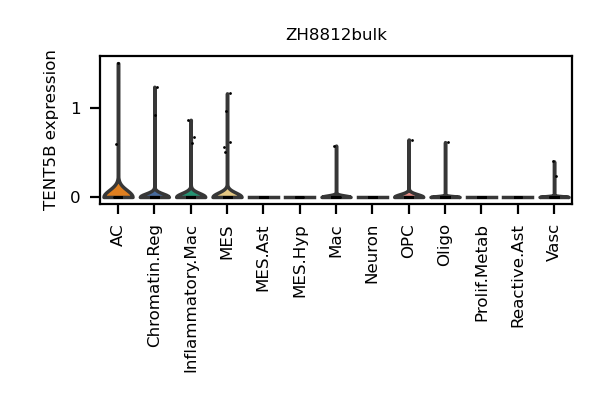 ZH8812bulk
TENT5B expression
1
0
AC
Chromatin.Reg
Inflammatory.Mac
MES
MES.Ast
MES.Hyp
Mac
Neuron
OPC
Oligo
Prolif.Metab
Reactive.Ast
Vasc